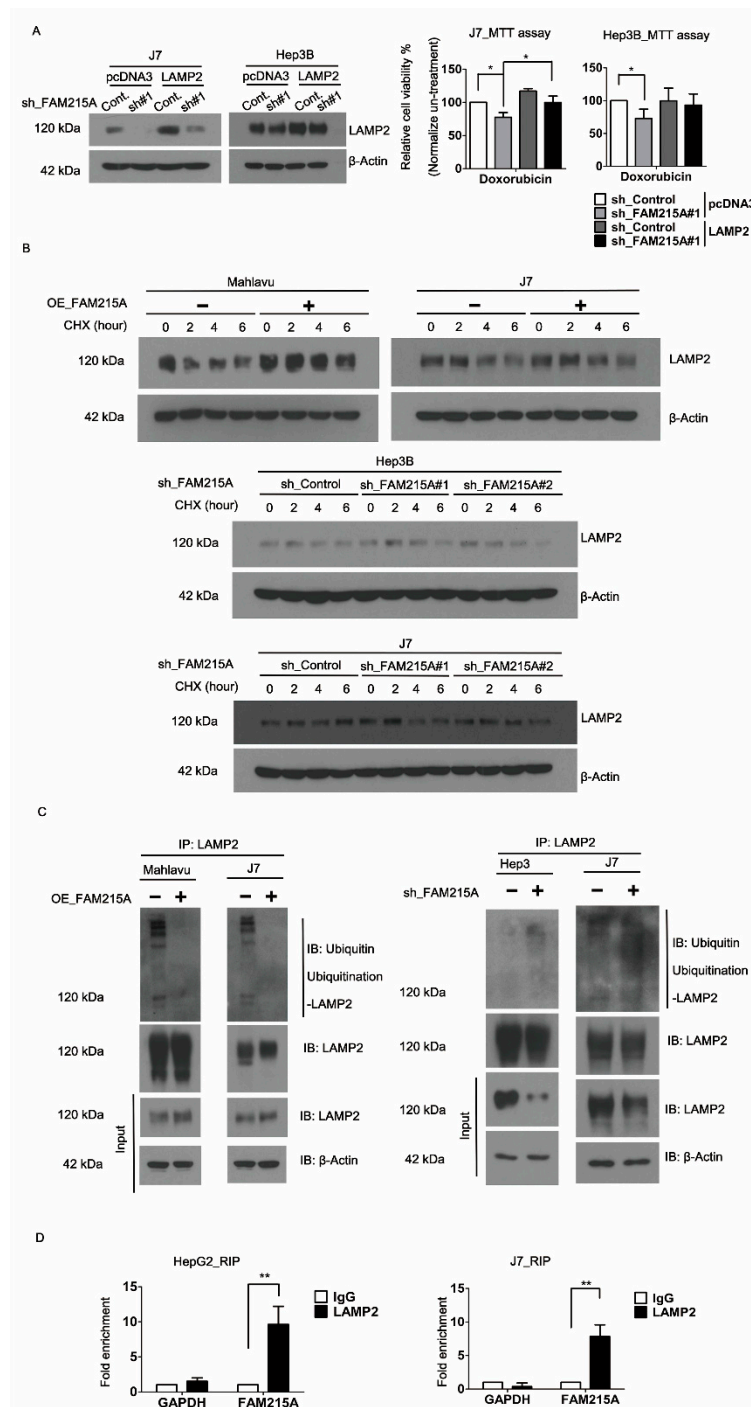 A
J7
Hep3B
pcDNA3 LAMP2
pcDNA3 LAMP2
sh_FAM215A
Cont. sh#1 Cont. sh#1
Cont. sh#1 Cont. sh#1
120 kDa
LAMP2
42 kDa
β-Actin
J7_MTT assay
Relative cell viability %
(Normalize un-treatment)
150
100
50
0
*
*
Doxorubicin
Hep3B_MTT assay
150
100
50
0
*
Doxorubicin
sh_Control
sh_FAM215A#1
pcDNA3
sh_Control
sh_FAM215A#1
LAMP2
B
Mahlavu
OE_FAM215A − +
CHX (hour) 0 2 4 6 0 2 4 6
120 kDa
42 kDa
J7
− +
0 2 4 6 0 2 4 6
LAMP2
β-Actin
Hep3B
sh_FAM215A sh_Control sh_FAM215A#1 sh_FAM215A#2
CHX (hour) 0 2 4 6 0 2 4 6 0 2 4 6
120 kDa LAMP2
42 kDa β-Actin
J7
sh_FAM215A sh_Control sh_FAM215A#1 sh_FAM215A#2
CHX (hour) 0 2 4 6 0 2 4 6 0 2 4 6
120 kDa LAMP2
42 kDa β-Actin
C
IP: LAMP2
Mahlavu J7
OE_FAM215A − + − +
IB: Ubiquitin
Ubiquitination
120 kDa -LAMP2
120 kDa IB: LAMP2
120 kDa IB: LAMP2
Input
42 kDa IB: β-Actin
IP: LAMP2
Hep3 J7
sh_FAM215A − + − +
IB: Ubiquitin
Ubiquitination
120 kDa -LAMP2
120 kDa IB: LAMP2
120 kDa IB: LAMP2
Input
42 kDa IB: β-Actin
D
HepG2_RIP
Fold enrichment
15
10
5
0
**
IgG
LAMP2
GAPDH FAM215A
J7_RIP
Fold enrichment
15
10
5
0
**
IgG
LAMP2
GAPDH FAM215A